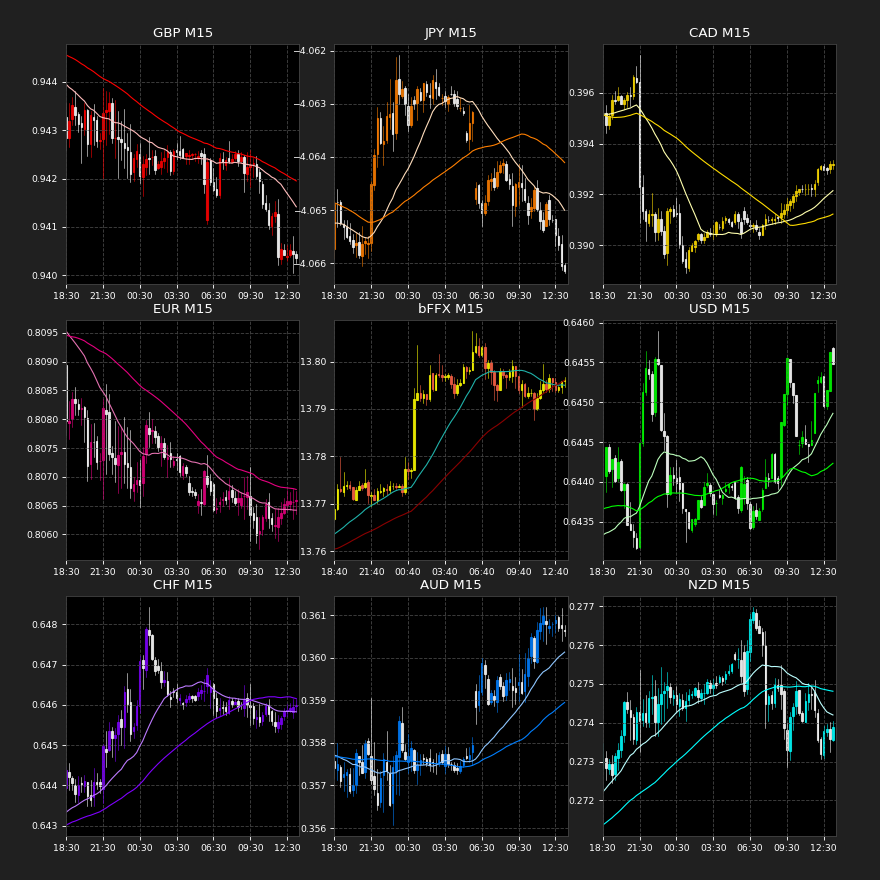 GBP M15
0.944
0.943
0.942
0.941
0.940
18:30 21:30 00:30 03:30 06:30 09:30 12:30
JPY M15
−4.062
−4.063
−4.064
−4.065
−4.066
18:30 21:30 00:30 03:30 06:30 09:30 12:30
CAD M15
0.396
0.394
0.392
0.390
18:30 21:30 00:30 03:30 06:30 09:30 12:30
EUR M15
0.8095
0.8090
0.8085
0.8080
0.8075
0.8070
0.8065
0.8060
18:30 21:30 00:30 03:30 06:30 09:30 12:30
bFFX M15
13.80
13.79
13.78
13.77
13.76
18:40 21:40 00:40 03:40 06:40 09:40 12:40
USD M15
0.6460
0.6455
0.6450
0.6445
0.6440
0.6435
18:30 21:30 00:30 03:30 06:30 09:30 12:30
CHF M15
0.648
0.647
0.646
0.645
0.644
0.643
18:30 21:30 00:30 03:30 06:30 09:30 12:30
AUD M15
0.361
0.360
0.359
0.358
0.357
0.356
18:30 21:30 00:30 03:30 06:30 09:30 12:30
NZD M15
0.277
0.276
0.275
0.274
0.273
0.272
18:30 21:30 00:30 03:30 06:30 09:30 12:30